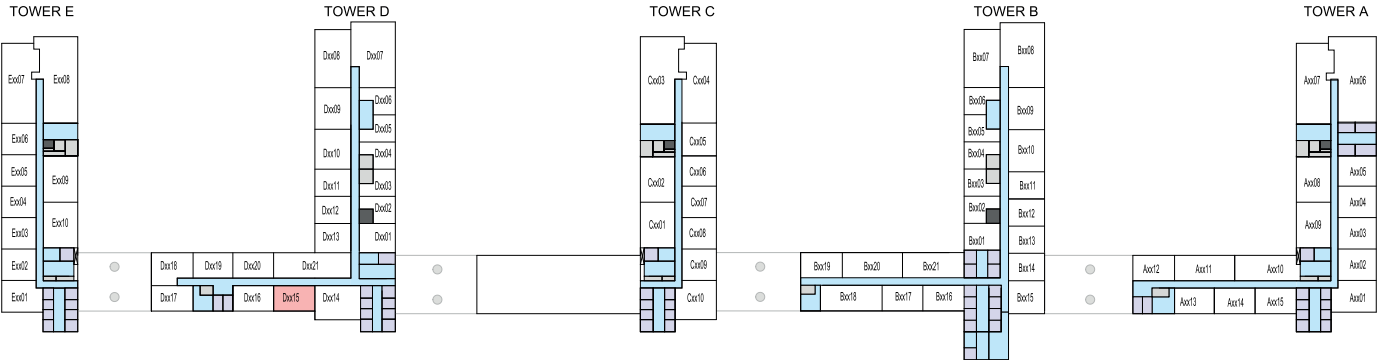 TOWER E
TOWER D
TOWER C
TOWER B
TOWER A
Exx07
Exx08
Exx06
Exx05
Exx09
Exx04
Exx03
Exx10
Exx02
Exx01
Dxx08
Dxx07
Dxx09
Dxx06
Dxx05
Dxx10
Dxx04
Dxx11
Dxx03
Dxx12
Dxx02
Dxx13
Dxx01
Dxx18
Dxx19
Dxx20
Dxx21
Dxx17
Dxx16
Dxx15
Dxx14
Cxx03
Cxx04
Cxx05
Cxx02
Cxx06
Cxx07
Cxx01
Cxx08
Cxx09
Cxx10
Bxx07
Bxx08
Bxx06
Bxx09
Bxx05
Bxx04
Bxx10
Bxx03
Bxx11
Bxx02
Bxx12
Bxx01
Bxx13
Bxx19
Bxx20
Bxx21
Bxx14
Bxx18
Bxx17
Bxx16
Bxx15
Axx07
Axx06
Axx08
Axx05
Axx04
Axx09
Axx03
Axx12
Axx11
Axx10
Axx02
Axx13
Axx14
Axx15
Axx01